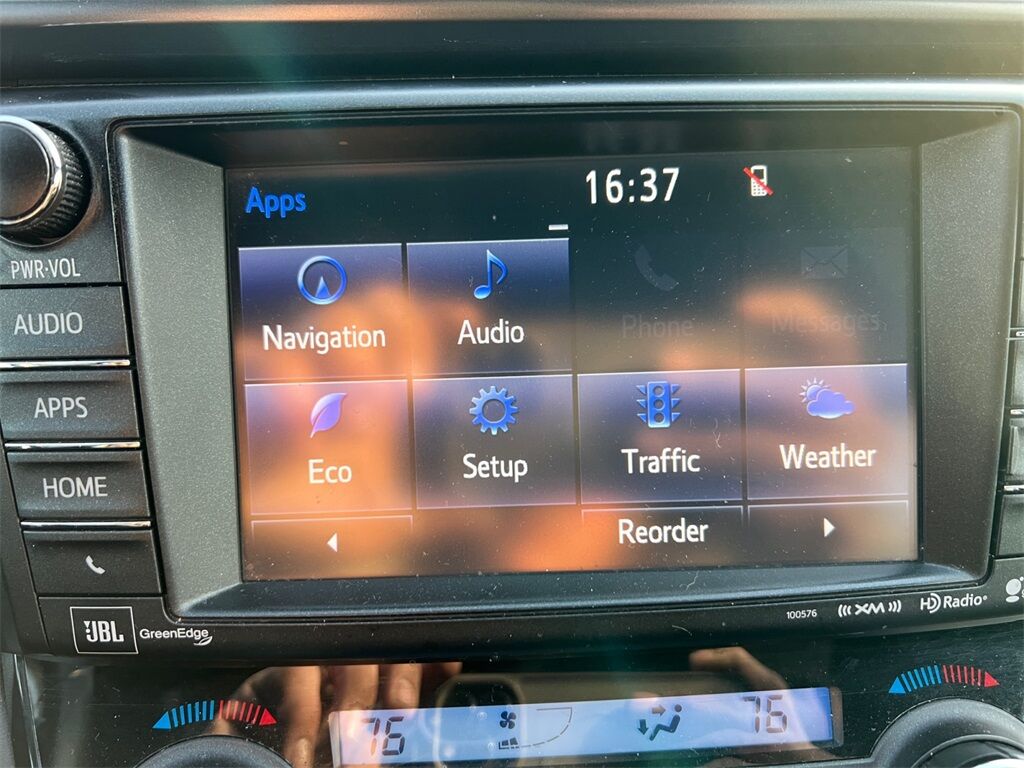 Apps
16:37
PWR·VOL
AUDIO
APPS
HOME
Navigation
Audio
Phone
Messages
Eco
Setup
Traffic
Weather
Reorder
JBL
GreenEdge
100576
((( XM )))
HD Radio®
76
76